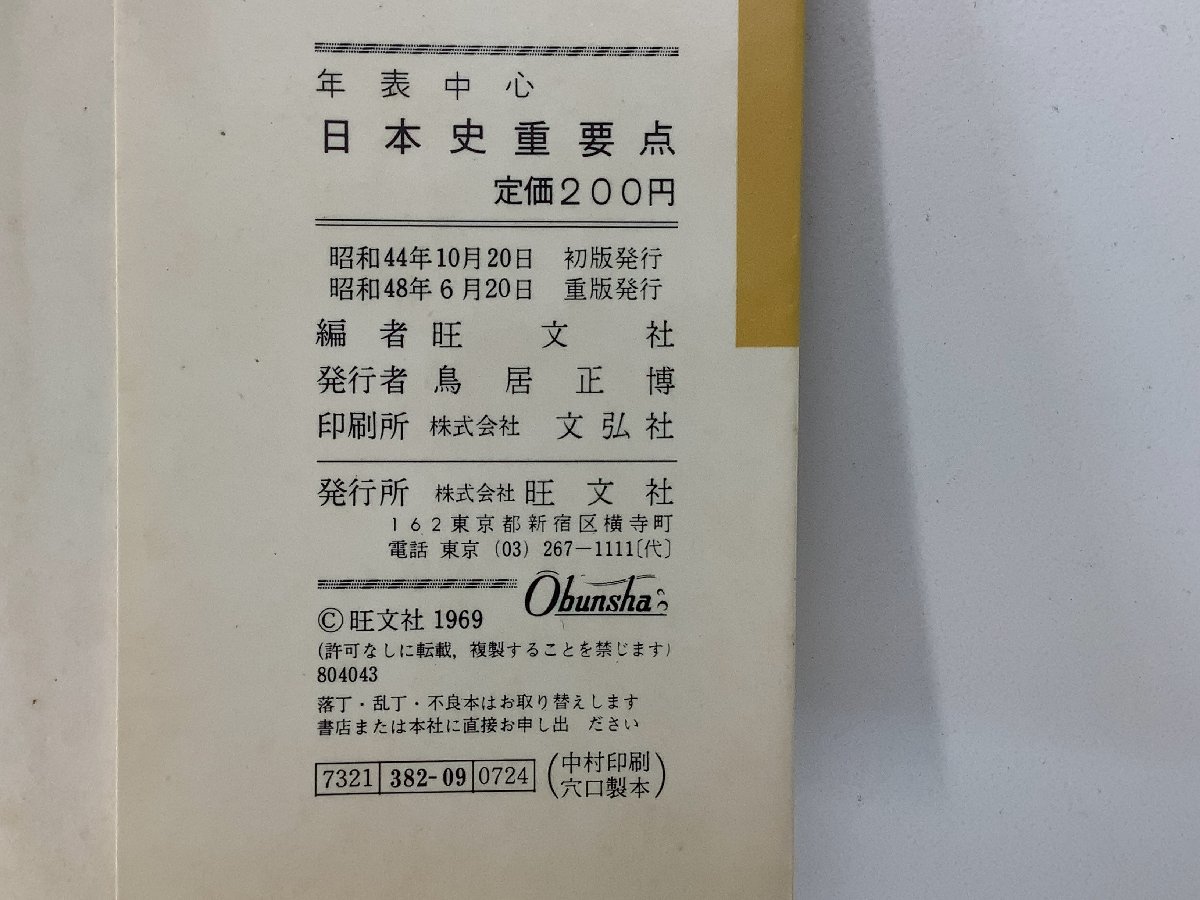 年表中心
日本史重要点
定価200円
昭和44年10月20日 初版発行
昭和48年6月20日 重版発行
編者 旺文社
発行者 鳥居正博
印刷所 株式会社 文弘社
発行所 株式会社 旺文社
162東京都新宿区横寺町
電話 東京 (03) 267−1111〔代〕
Obunsha
© 旺文社 1969
(許可なしに転載, 複製することを禁じます)
804043
落丁・乱丁・不良本はお取り替えします
書店または本社に直接お申し出 ださい
7321 382-09 0724 (中村印刷
穴口製本)